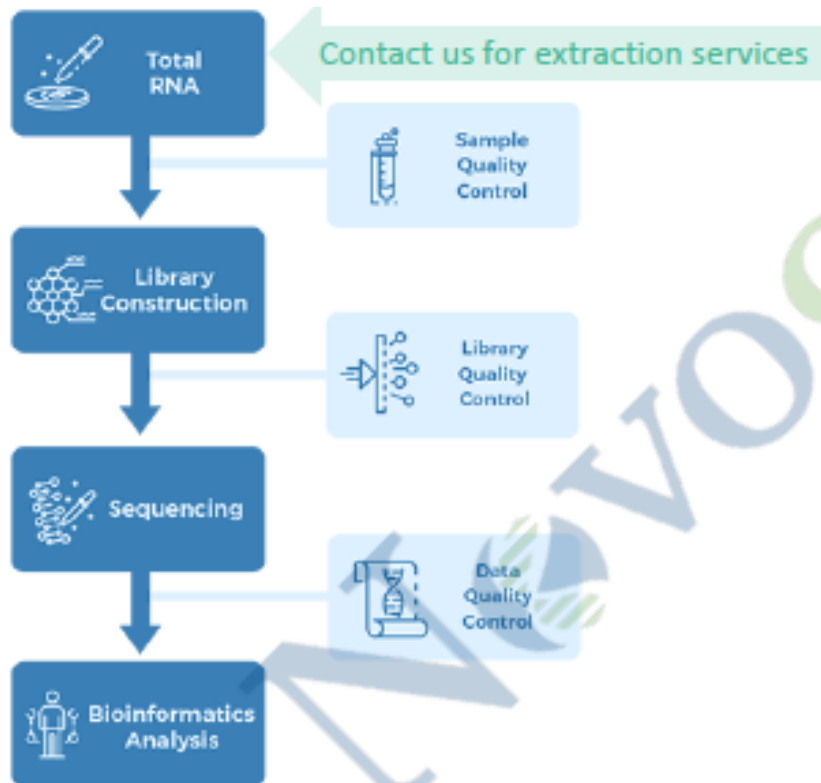 Total
RNA
Contact us for extraction services
Sample
Quality
Control
Library
Construction
Library
Quality
Control
Sequencing
Data
Quality
Control
Bioinformatics
Analysis
Novo